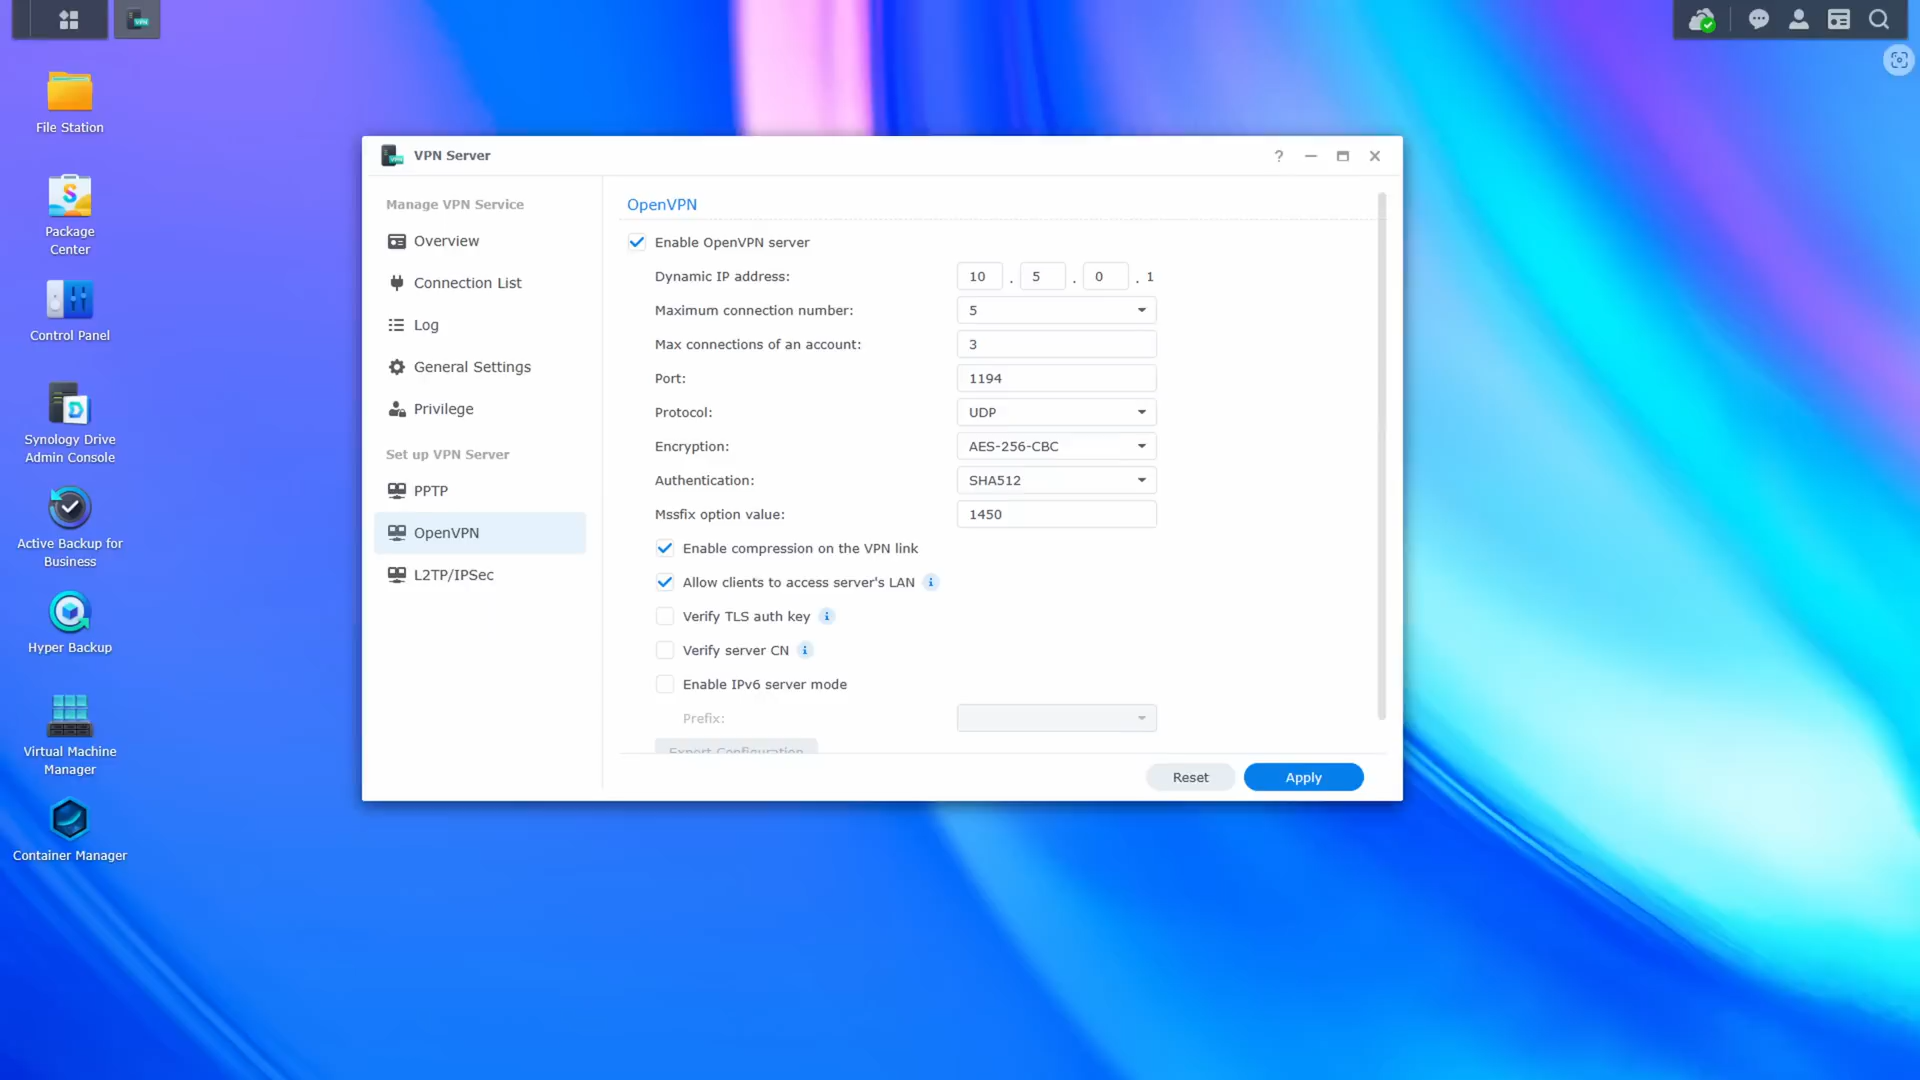 File Station
Package
Center
Control Panel
Synology Drive
Admin Console
Active Backup for
Business
Hyper Backup
Virtual Machine
Manager
Container Manager
VPN Server
?
Manage VPN Service
Overview
Connection List
Log
General Settings
Privilege
Set up VPN Server
PPTP
OpenVPN
L2TP/IPSec
OpenVPN
Enable OpenVPN server
Dynamic IP address: 10 . 5 . 0 . 1
Maximum connection number: 5
Max connections of an account: 3
Port: 1194
Protocol: UDP
Encryption: AES-256-CBC
Authentication: SHA512
Mssfix option value: 1450
Enable compression on the VPN link
Allow clients to access server's LAN i
Verify TLS auth key i
Verify server CN i
Enable IPv6 server mode
Prefix:
Export Configuration
Reset Apply